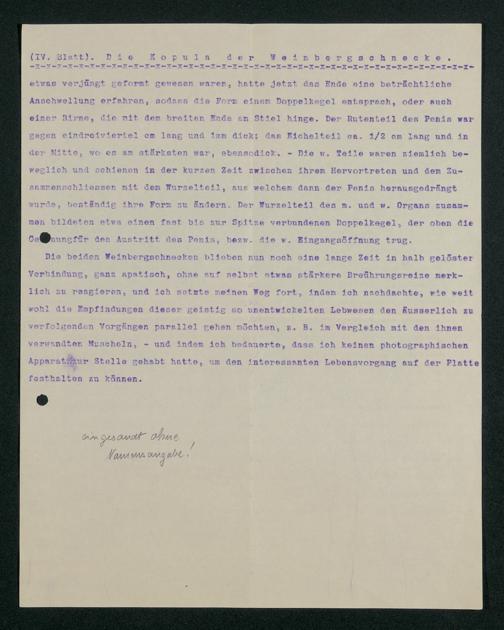 (IV. Blatt). Die Kopula der Weinbergschnecke.
-x-x-x-x-x-x-x-x-x-x-x-x-x-x-x-x-x-x-x-x-x-x-x-x-x-x-x-x-x-x-x-x-x-x-
etwas verjüngt geformt gewesen waren, hatte jetzt das Ende eine beträchtliche
Anschwellung erfahren, sodass die Form einem Doppelkegel entsprach, oder auch
einer Birne, die mit dem breiten Ende am Stiel hinge. Der Rutenteil des Penis war
gegen eindreiviertel cm lang und 1mm dick; das Eichelteil ca. 1/2 cm lang und in
der Mitte, wo es am stärksten war, ebensodick. - Die w. Teile waren ziemlich be-
weglich und schienen in der kurzen Zeit zwischen ihrem Hervortreten und dem Zu-
sammenschliessen mit dem Wurzelteil, aus welchem dann der Penis herausgedrängt
wurde, beständig ihre Form zu ändern. Der Wurzelteil des m. und w. Organs zusam-
men bildeten etwa einen fast bis zur Spitze verbundenen Doppelkegel, der oben die
Oeffnungfür den Austritt des Penis, bezw. die w. Eingangsöffnung trug.
Die beiden Weinbergschnecken blieben nun noch eine lange Zeit in halb gelöster
Verbindung, ganz apatisch, ohne auf selbst etwas stärkere Breührungsreize merk-
lich zu reagieren, und ich setzte meinen Weg fort, indem ich nachdachte, wie weit
wohl die Empfindungen dieser geistig so unentwickelten Lebwesen den äusserlich zu
verfolgenden Vorgängen parallel gehen möchten, z. B. im Vergleich mit den ihnen
verwandten Muscheln, - und indem ich bedauerte, dass ich keinen photographischen
Apparat zur Stelle gehabt hatte, um den interessanten Lebensvorgang auf der Platte
festhalten zu können.
eingesandt ohne
Namensangabe!